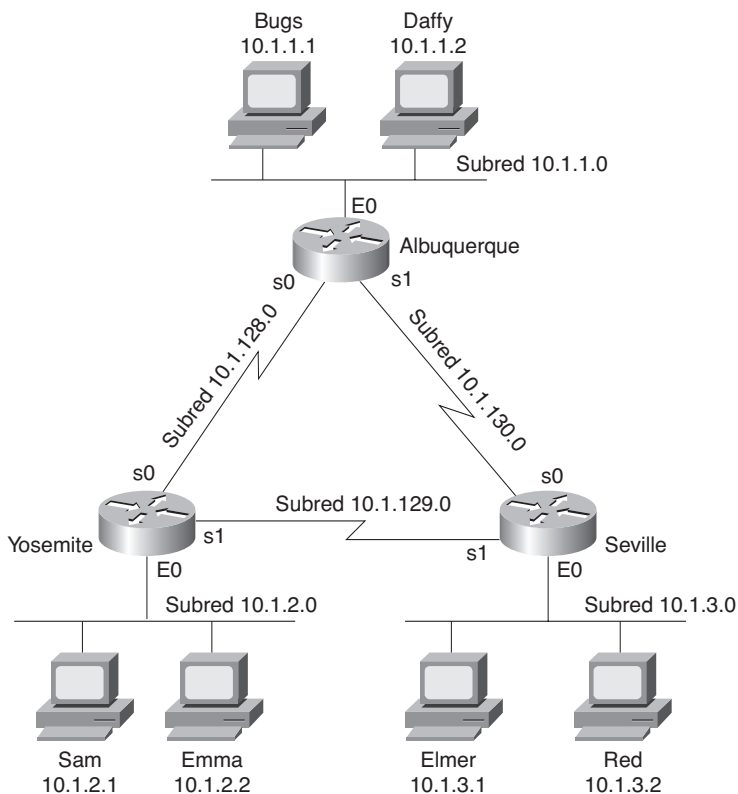 Bugs
10.1.1.1
Daffy
10.1.1.2
Subred 10.1.1.0
E0
Albuquerque
s0
s1
Subred 10.1.128.0
Subred 10.1.130.0
s0
s0
Subred 10.1.129.0
Yosemite
s1
s1
Seville
E0
E0
Subred 10.1.2.0
Subred 10.1.3.0
Sam
10.1.2.1
Emma
10.1.2.2
Elmer
10.1.3.1
Red
10.1.3.2